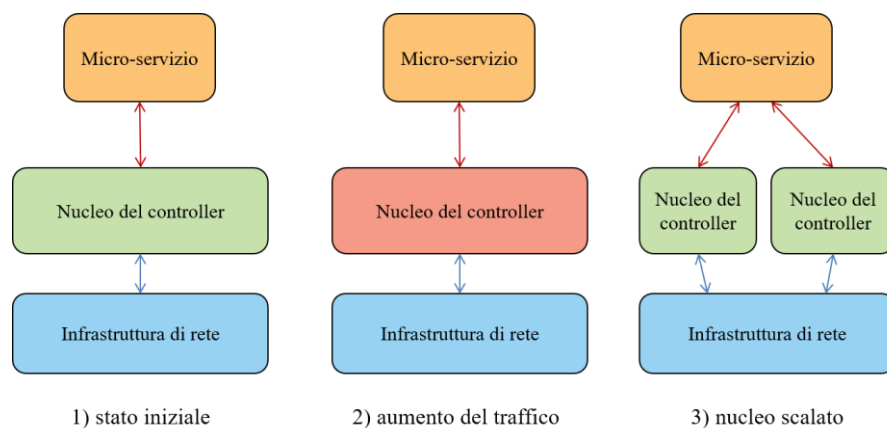 Micro-servizio
Nucleo del controller
Infrastruttura di rete
1) stato iniziale
Micro-servizio
Nucleo del controller
Infrastruttura di rete
2) aumento del traffico
Micro-servizio
Nucleo del
controller
Nucleo del
controller
Infrastruttura di rete
3) nucleo scalato